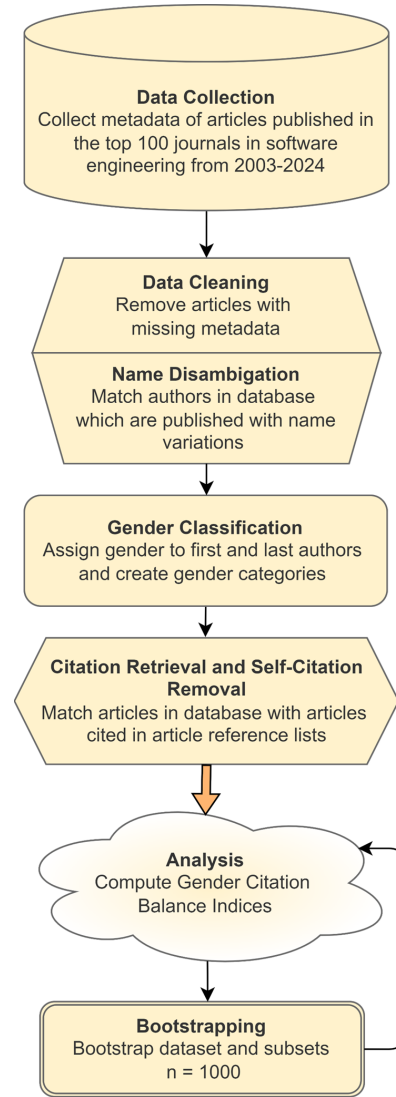 Data Collection
Collect metadata of articles published in
the top 100 journals in software
engineering from 2003-2024
Data Cleaning
Remove articles with
missing metadata
Name Disambigation
Match authors in database
which are published with name
variations
Gender Classification
Assign gender to first and last authors
and create gender categories
Citation Retrieval and Self-Citation
Removal
Match articles in database with articles
cited in article reference lists
Analysis
Compute Gender Citation
Balance Indices
Bootstrapping
Bootstrap dataset and subsets
n = 1000